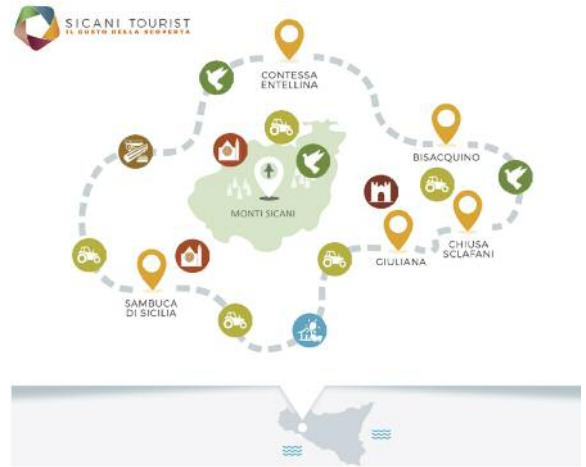 SICANI TOURIST
IL GUSTO DELLA SCOPERTA
CONTESSA
ENTELLINA
BISACQUINO
MONTI SICANI
GIULIANA
CHIUSA
SCLAFANI
SAMBUCA
DI SICILIA